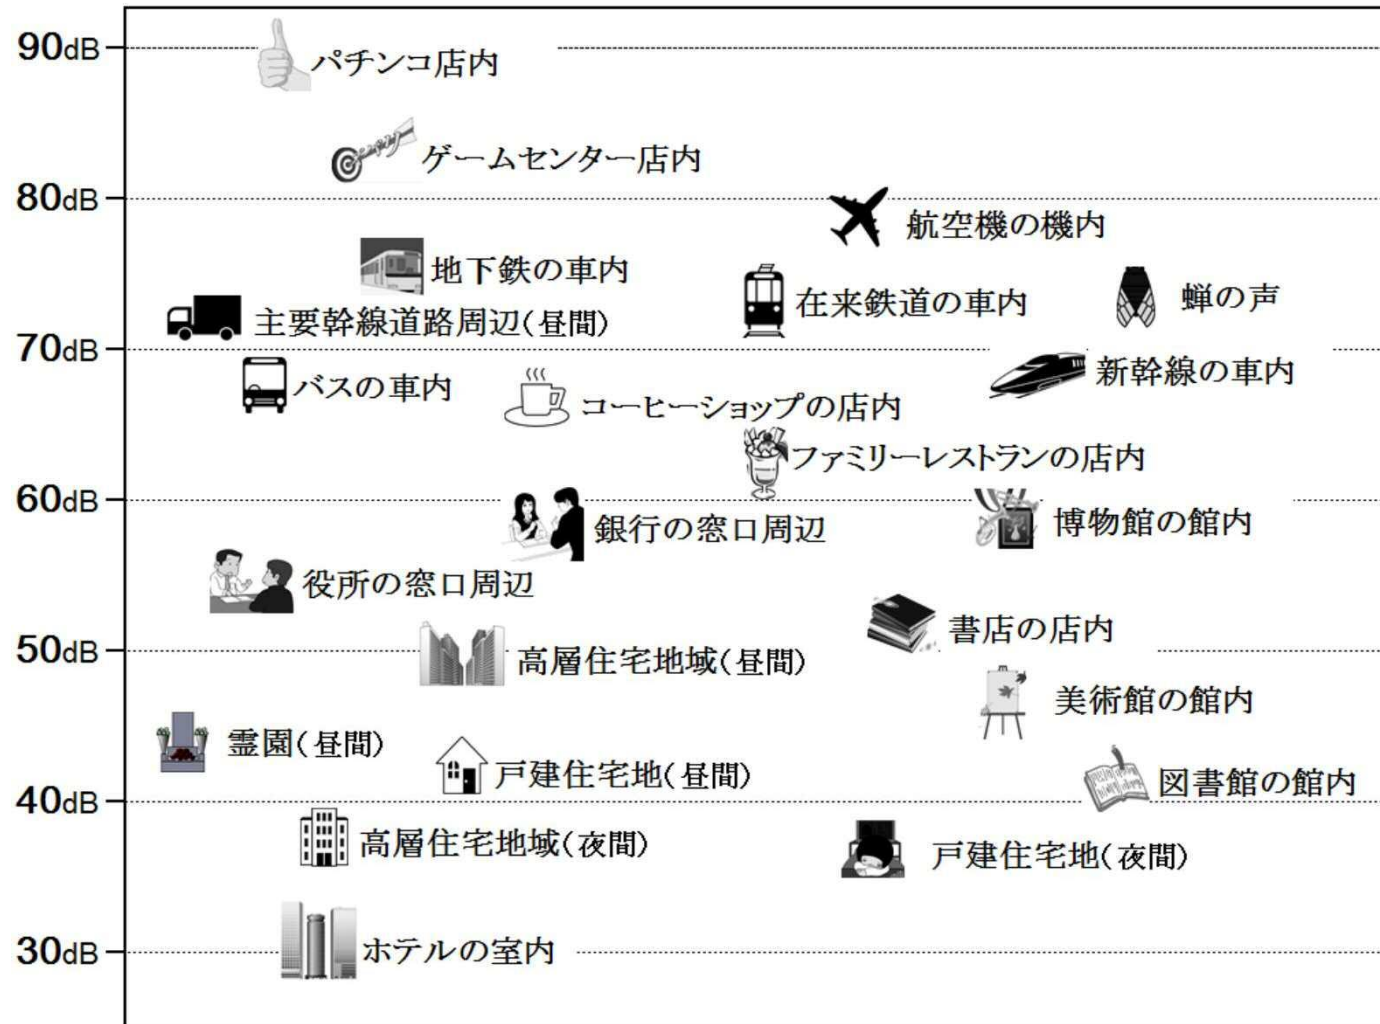 90dB
パチンコ店内
ゲームセンター店内
80dB
航空機の機内
地下鉄の車内
在来鉄道の車内
蝉の声
主要幹線道路周辺(昼間)
70dB
新幹線の車内
バスの車内
コーヒーショップの店内
ファミリーレストランの店内
60dB
銀行の窓口周辺
博物館の館内
役所の窓口周辺
書店の店内
50dB
高層住宅地域(昼間)
美術館の館内
霊園(昼間)
戸建住宅地(昼間)
図書館の館内
40dB
高層住宅地域(夜間)
戸建住宅地(夜間)
30dB
ホテルの室内